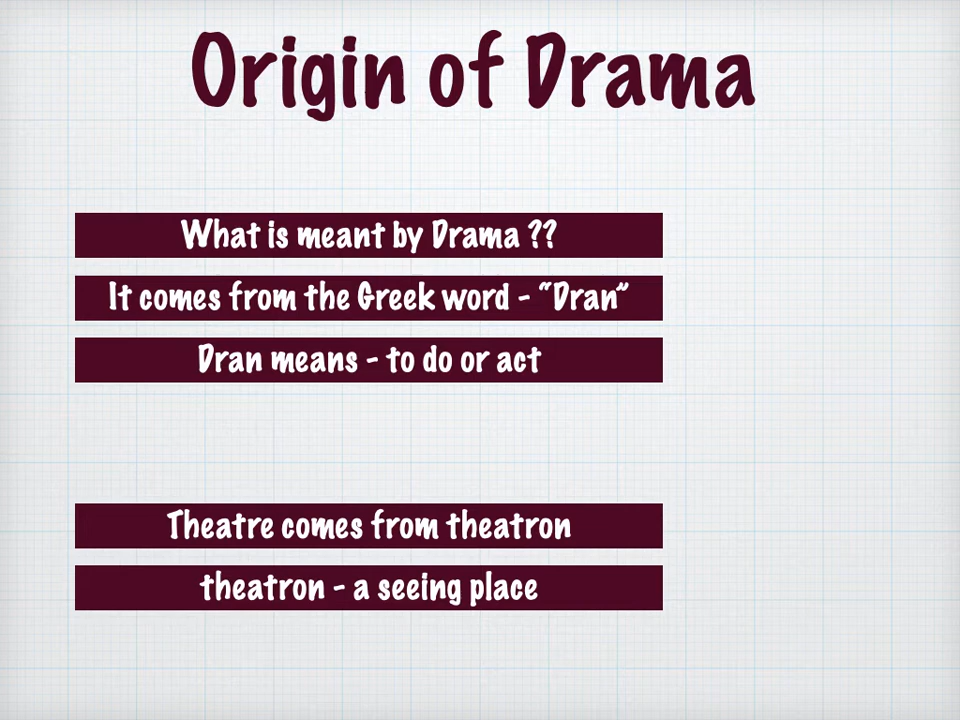 Origin of Drama
What is meant by Drama ??
It comes from the Greek word - “Dran”
Dran means - to do or act
Theatre comes from theatron
theatron - a seeing place